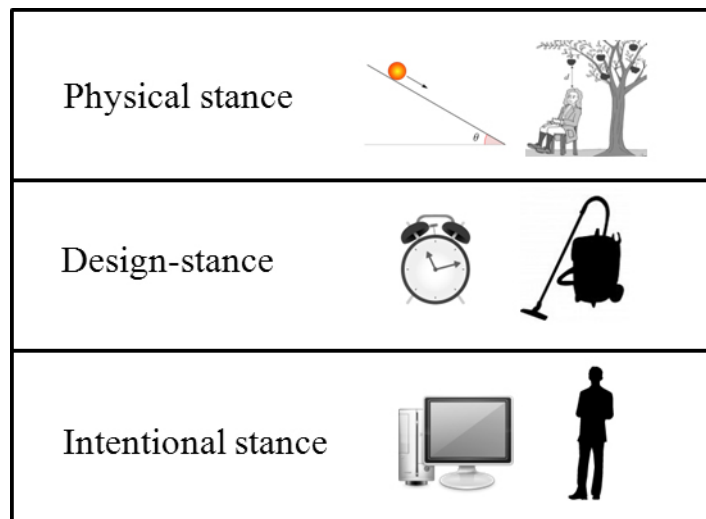 Physical stance
θ
Design-stance
Intentional stance